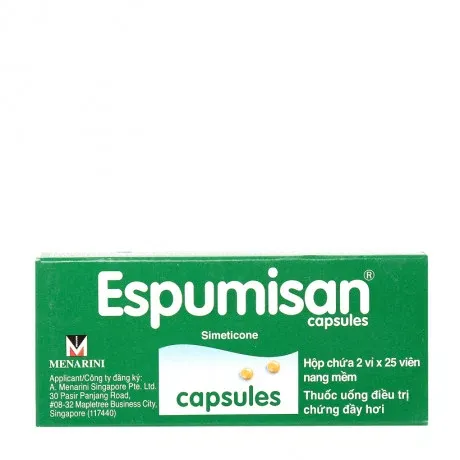 Espumisan®
capsules
Simeticone
MENARINI
Applicant/Công ty đăng ký:
A. Menarini Singapore Pte. Ltd.
30 Pasir Panjang Road,
#08-32 Mapletree Business City,
Singapore (117440)
capsules
Hộp chứa 2 vỉ x 25 viên
nang mềm
Thuốc uống điều trị
chứng đầy hơi